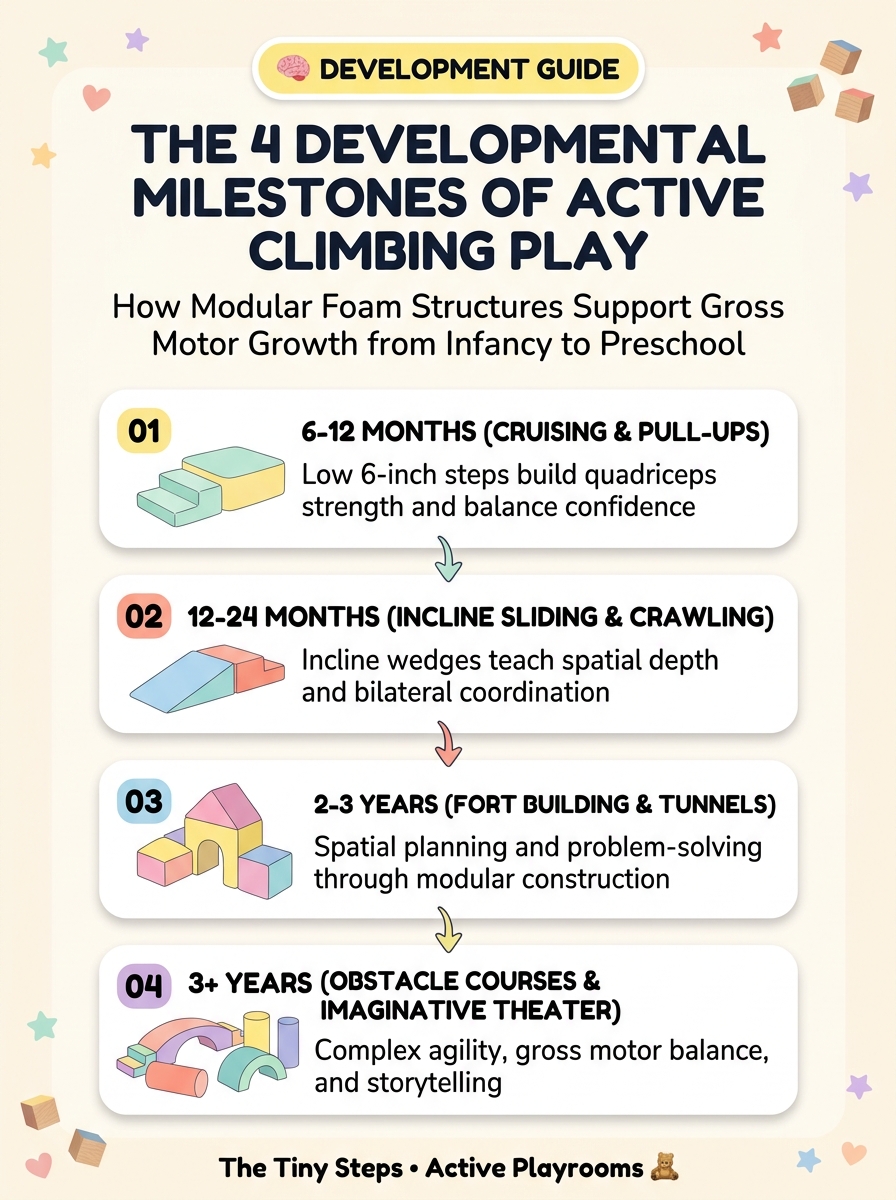 DEVELOPMENT GUIDE
THE 4 DEVELOPMENTAL
MILESTONES OF ACTIVE
CLIMBING PLAY
How Modular Foam Structures Support Gross
Motor Growth from Infancy to Preschool
01
6-12 MONTHS (CRUISING & PULL-UPS)
Low 6-inch steps build quadriceps
strength and balance confidence
02
12-24 MONTHS (INCLINE SLIDING & CRAWLING)
Incline wedges teach spatial depth
and bilateral coordination
03
2-3 YEARS (FORT BUILDING & TUNNELS)
Spatial planning and problem-solving
through modular construction
04
3+ YEARS (OBSTACLE COURSES &
IMAGINATIVE THEATER)
Complex agility, gross motor balance,
and storytelling
The Tiny Steps • Active Playrooms